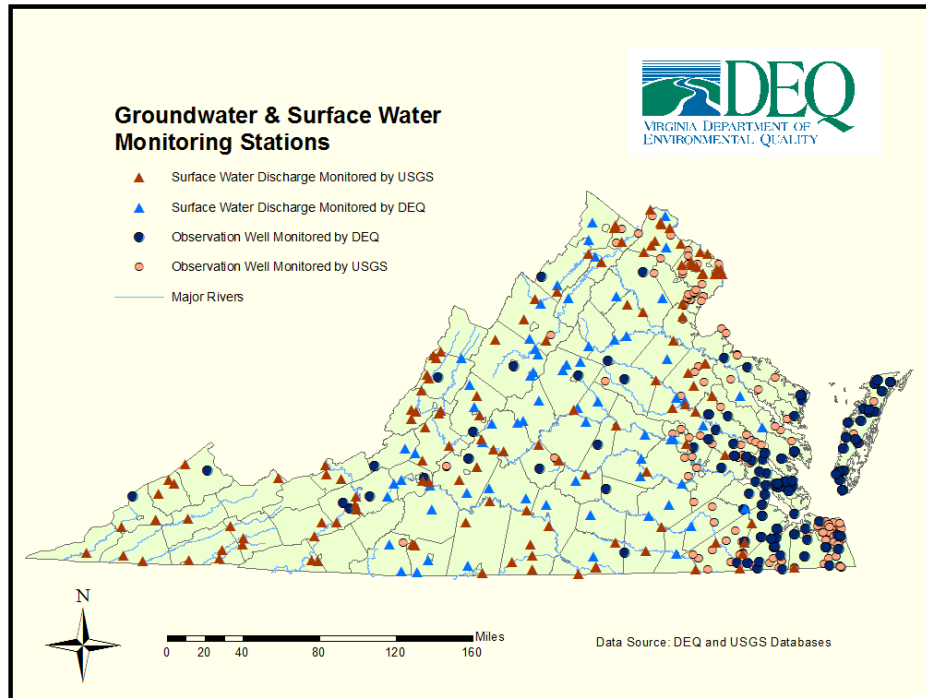 DEQ
VIRGINIA DEPARTMENT OF
ENVIRONMENTAL QUALITY
Groundwater & Surface Water
Monitoring Stations
Surface Water Discharge Monitored by USGS
Surface Water Discharge Monitored by DEQ
Observation Well Monitored by DEQ
Observation Well Monitored by USGS
Major Rivers
N
Miles
0 20 40 80 120 160
Data Source: DEQ and USGS Databases